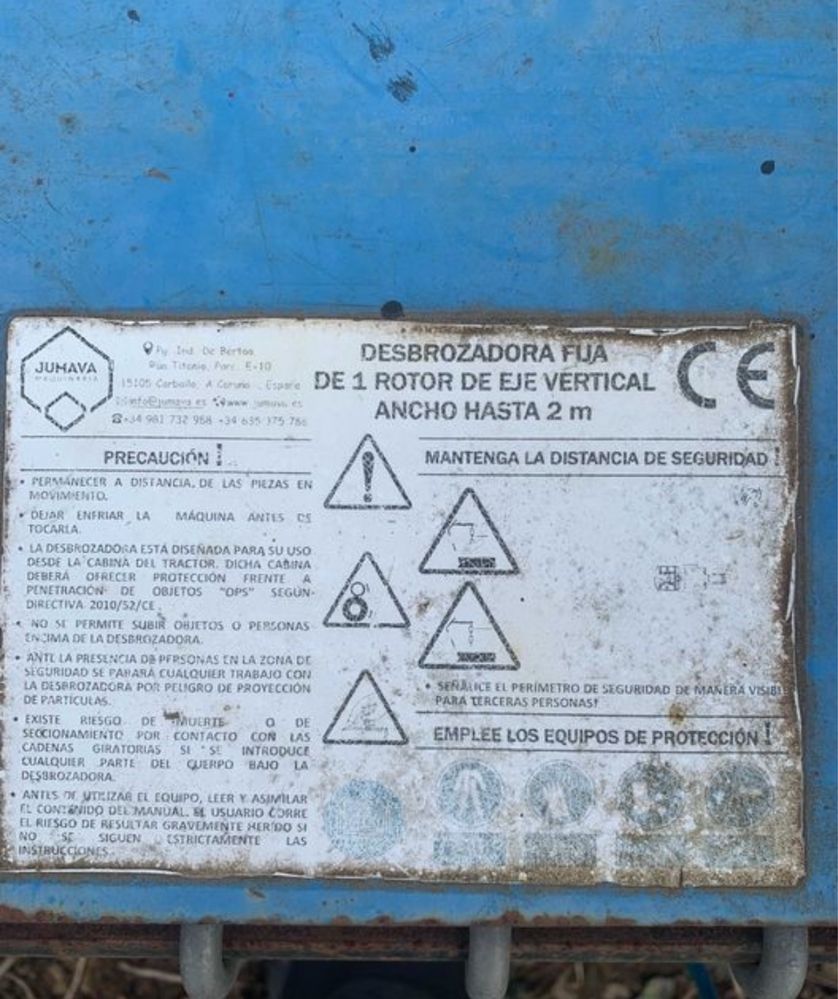 JUMAVA
MAQUINARIA
Pg. Ind. De Bertoa
Rúa Titanio, Parc. E-10
15105 Carballo, A Coruña, España
info@jumava.es www.jumava.es
+34 981 732 968 +34 635 375 786
DESBROZADORA FIJA
DE 1 ROTOR DE EJE VERTICAL
ANCHO HASTA 2 m
CE
PRECAUCIÓN !
• PERMANECER A DISTANCIA, DE LAS PIEZAS EN
MOVIMIENTO.
• DEJAR ENFRIAR LA MÁQUINA ANTES DE
TOCARLA.
• LA DESBROZADORA ESTÁ DISEÑADA PARA SU USO
DESDE LA CABINA DEL TRACTOR. DICHA CABINA
DEBERÁ OFRECER PROTECCIÓN FRENTE A
PENETRACIÓN DE OBJETOS "OPS" SEGÚN
DIRECTIVA 2010/52/CE.
• NO SE PERMITE SUBIR OBJETOS O PERSONAS
ENCIMA DE LA DESBROZADORA.
• ANTE LA PRESENCIA DE PERSONAS EN LA ZONA DE
SEGURIDAD SE PARARÁ CUALQUIER TRABAJO CON
LA DESBROZADORA POR PELIGRO DE PROYECCIÓN
DE PARTÍCULAS.
• EXISTE RIESGO DE MUERTE O DE
SECCIONAMIENTO POR CONTACTO CON LAS
CADENAS GIRATORIAS SI SE INTRODUCE
CUALQUIER PARTE DEL CUERPO BAJO LA
DESBROZADORA.
• ANTES DE UTILIZAR EL EQUIPO, LEER Y ASIMILAR
EL CONTENIDO DEL MANUAL. EL USUARIO CORRE
EL RIESGO DE RESULTAR GRAVEMENTE HERIDO SI
NO SE SIGUEN ESTRICTAMENTE LAS
INSTRUCCIONES.
MANTENGA LA DISTANCIA DE SEGURIDAD !
• SEÑALICE EL PERÍMETRO DE SEGURIDAD DE MANERA VISIBLE
PARA TERCERAS PERSONAS!
EMPLEE LOS EQUIPOS DE PROTECCIÓN !